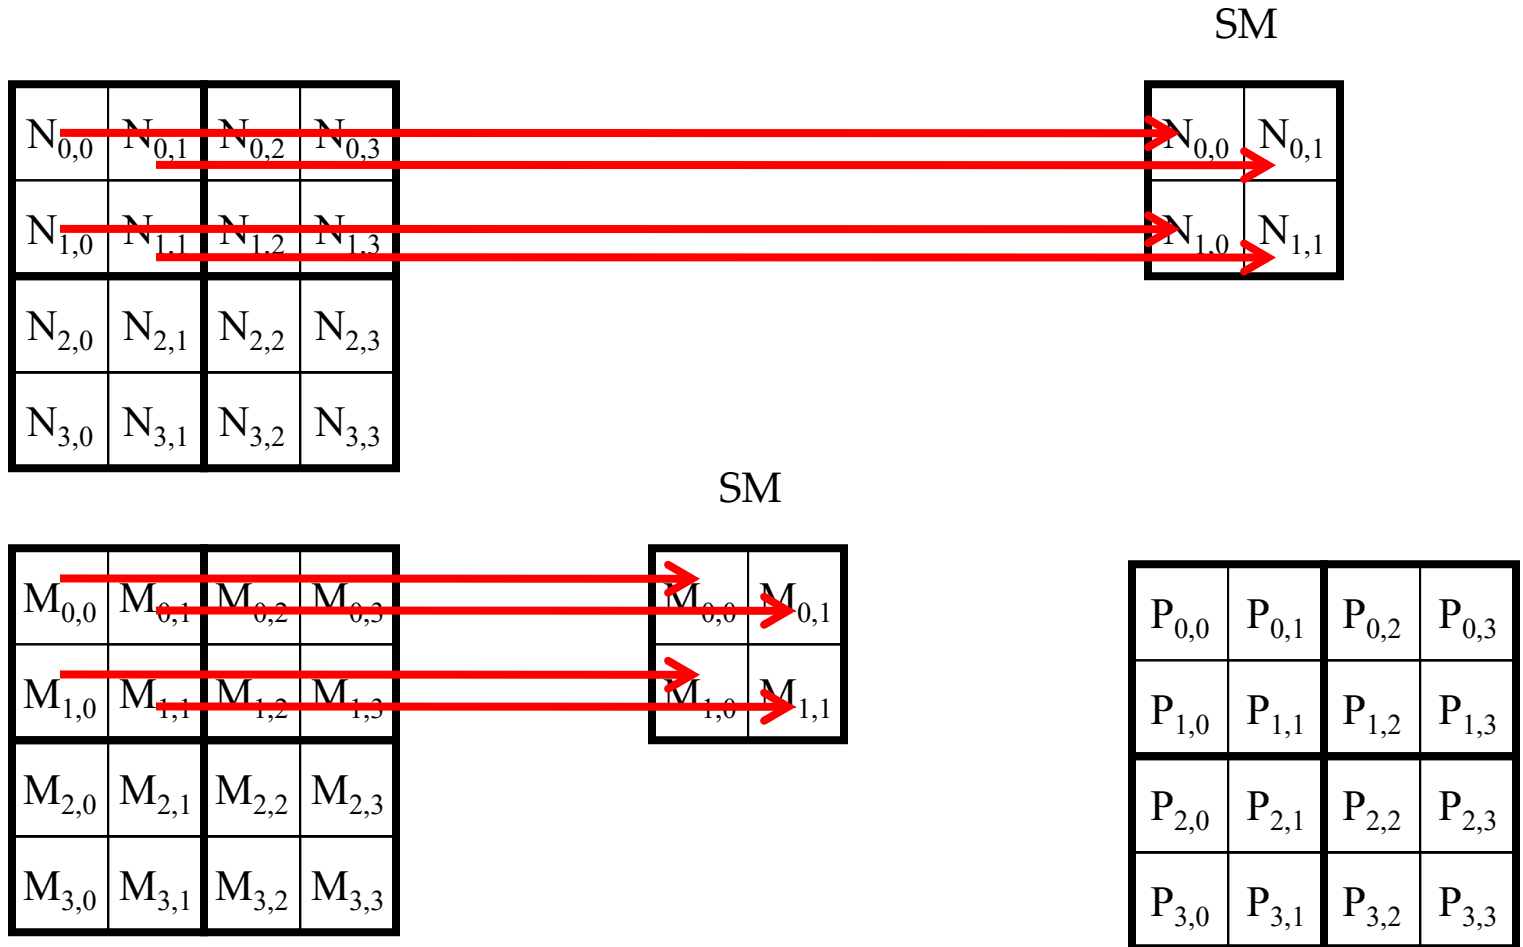 SM
N0,0 N0,1 N0,2 N0,3
N1,0 N1,1 N1,2 N1,3
N2,0 N2,1 N2,2 N2,3
N3,0 N3,1 N3,2 N3,3
N0,0 N0,1
N1,0 N1,1
SM
M0,0 M0,1 M0,2 M0,3
M1,0 M1,1 M1,2 M1,3
M2,0 M2,1 M2,2 M2,3
M3,0 M3,1 M3,2 M3,3
M0,0 M0,1
M1,0 M1,1
P0,0 P0,1 P0,2 P0,3
P1,0 P1,1 P1,2 P1,3
P2,0 P2,1 P2,2 P2,3
P3,0 P3,1 P3,2 P3,3